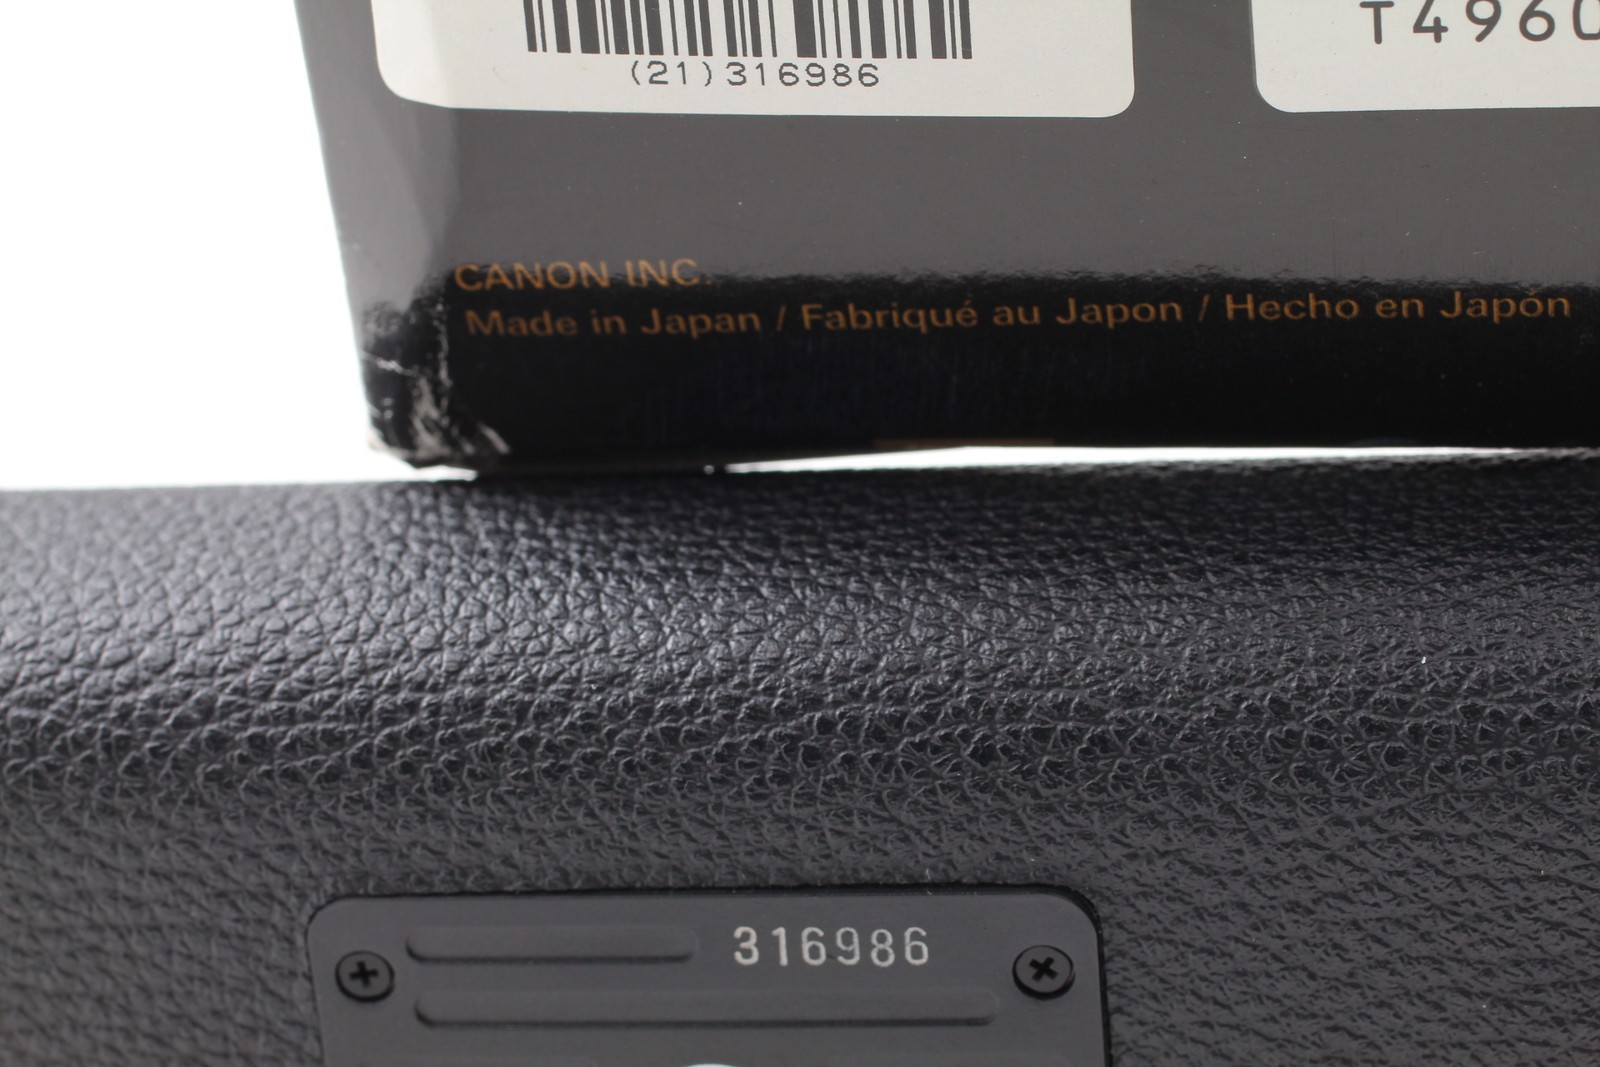 (21)316986
T4960
CANON INC.
Made in Japan / Fabriqué au Japon / Hecho en Japón
316986